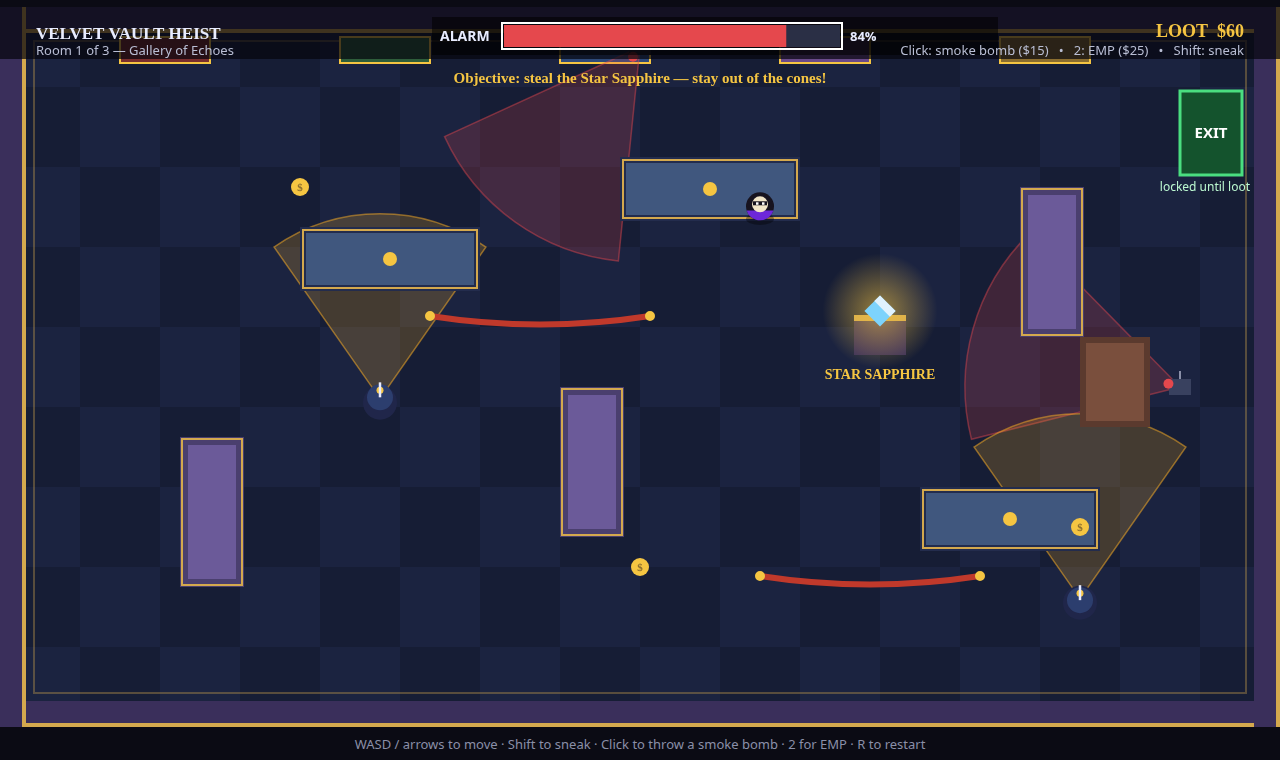 VELVET VAULT HEIST
Room 1 of 3 — Gallery of Echoes
ALARM
84%
LOOT $60
Click: smoke bomb ($15) • 2: EMP ($25) • Shift: sneak
Objective: steal the Star Sapphire — stay out of the cones!
EXIT
locked until loot
$
STAR SAPPHIRE
$
$
WASD / arrows to move · Shift to sneak · Click to throw a smoke bomb · 2 for EMP · R to restart